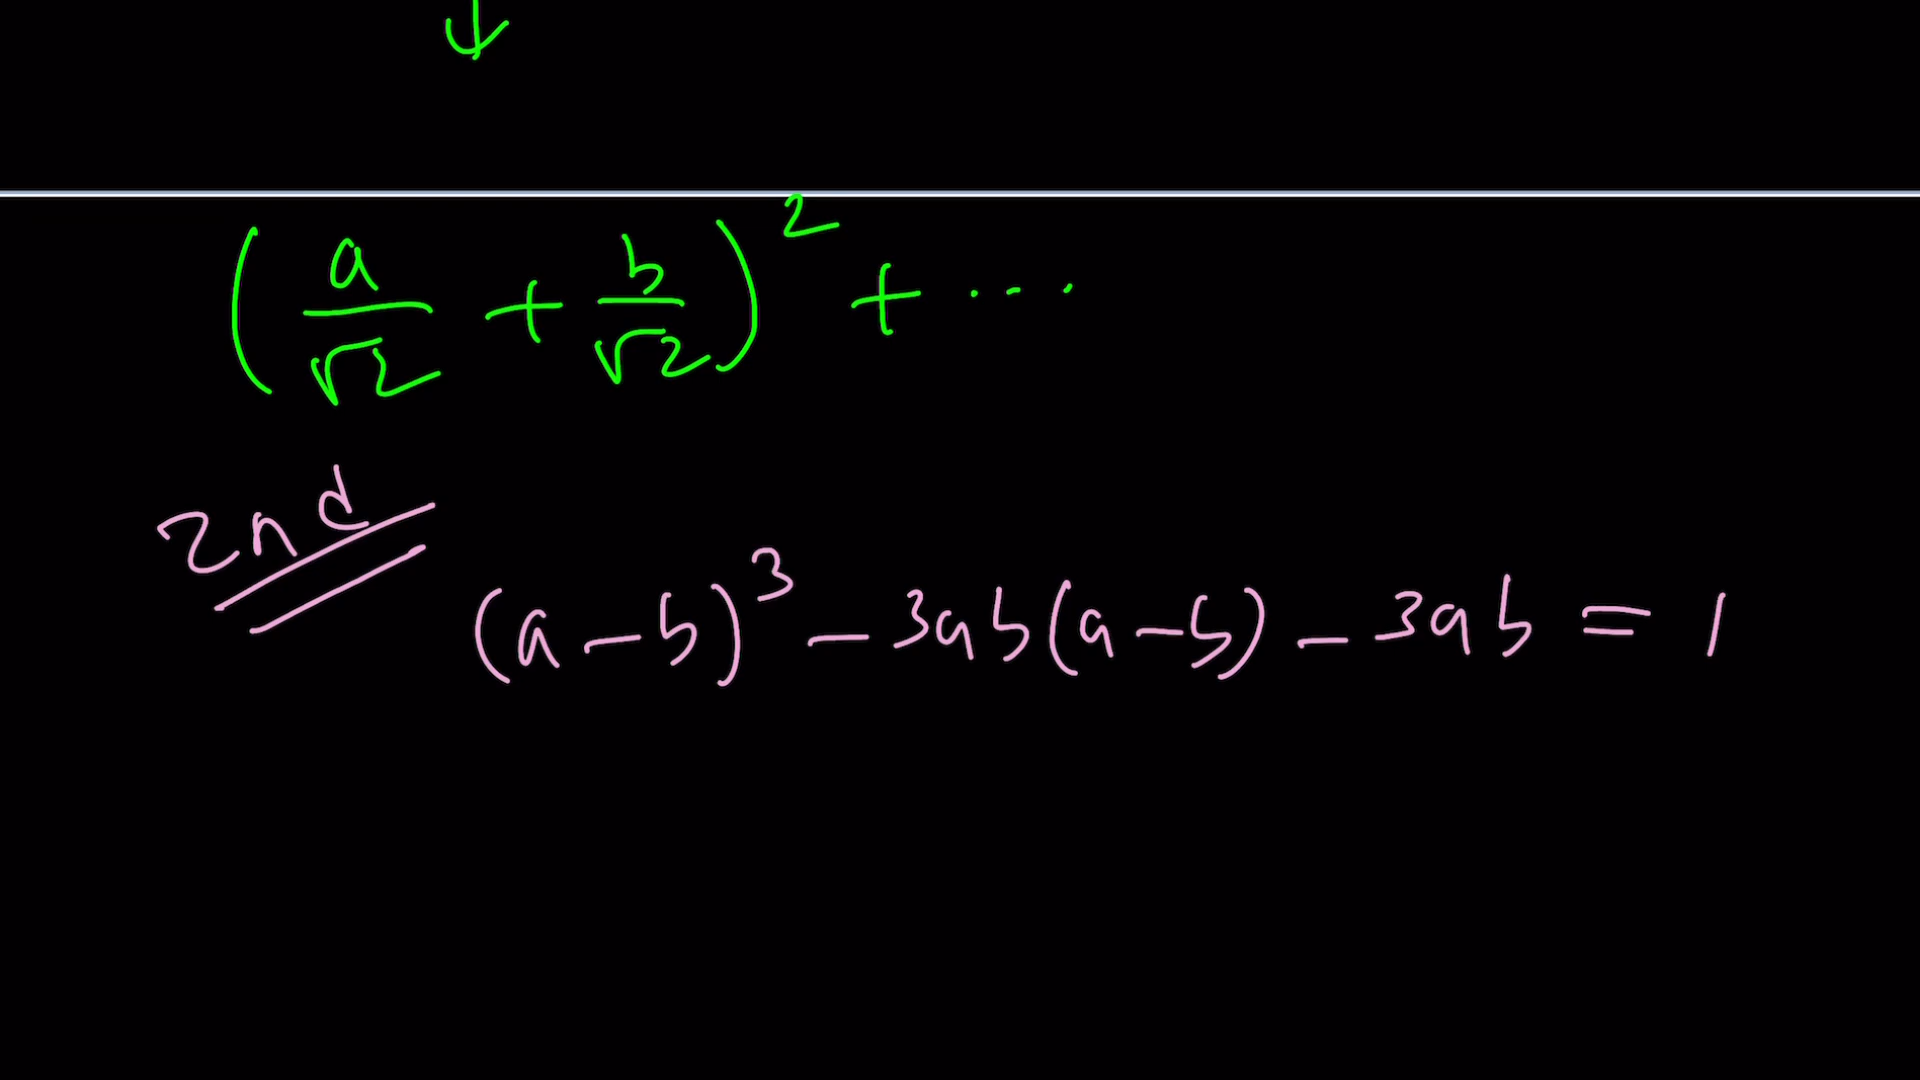 (a/√2 + b/√2)² + ...
2nd
(a-b)³ - 3ab(a-b) - 3ab = 1